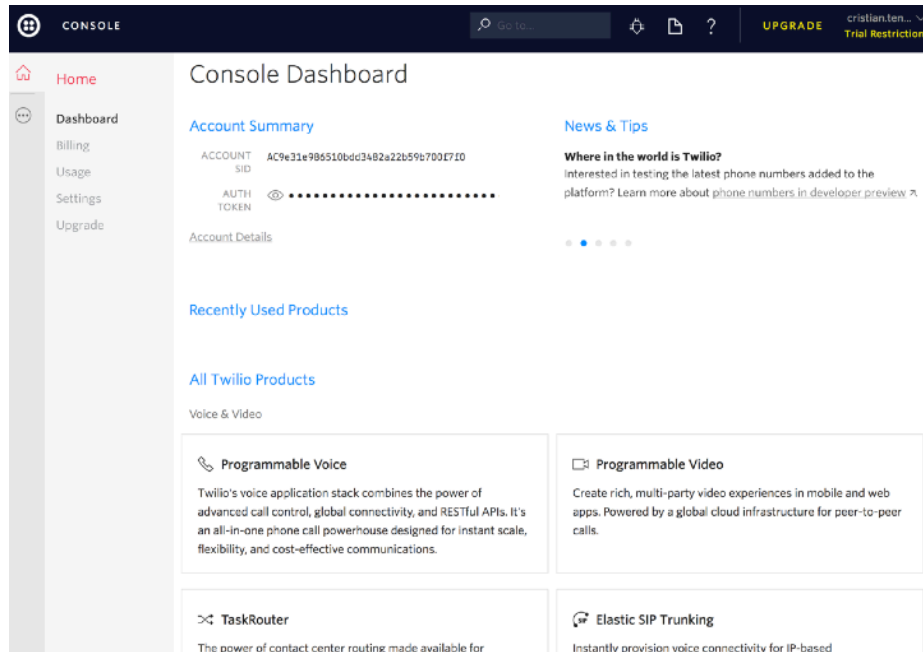 CONSOLE
Go to...
?
UPGRADE
cristian.ten...
Trial Restriction
Home
Dashboard
Billing
Usage
Settings
Upgrade
Console Dashboard
Account Summary
ACCOUNT SID
AC9e31e986510bdd3482a22b59b700f7f0
AUTH TOKEN
Account Details
News & Tips
Where in the world is Twilio?
Interested in testing the latest phone numbers added to the
platform? Learn more about phone numbers in developer preview
Recently Used Products
All Twilio Products
Voice & Video
Programmable Voice
Twilio's voice application stack combines the power of
advanced call control, global connectivity, and RESTful APIs. It's
an all-in-one phone call powerhouse designed for instant scale,
flexibility, and cost-effective communications.
Programmable Video
Create rich, multi-party video experiences in mobile and web
apps. Powered by a global cloud infrastructure for peer-to-peer
calls.
TaskRouter
The power of contact center routing made available for
SIP
Elastic SIP Trunking
Instantly provision voice connectivity for IP-based